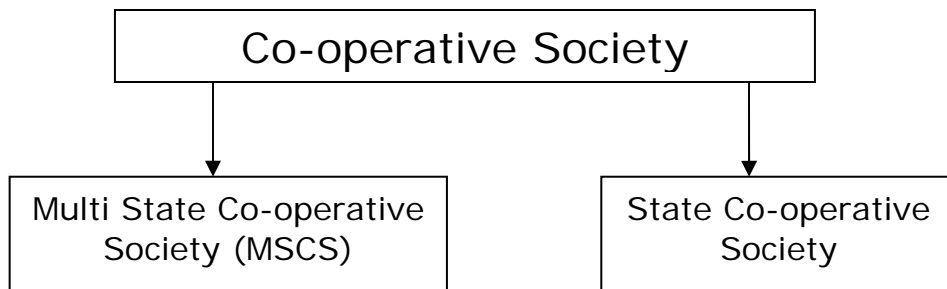 Co-operative Society
Multi State Co-operative
Society (MSCS)
State Co-operative
Society